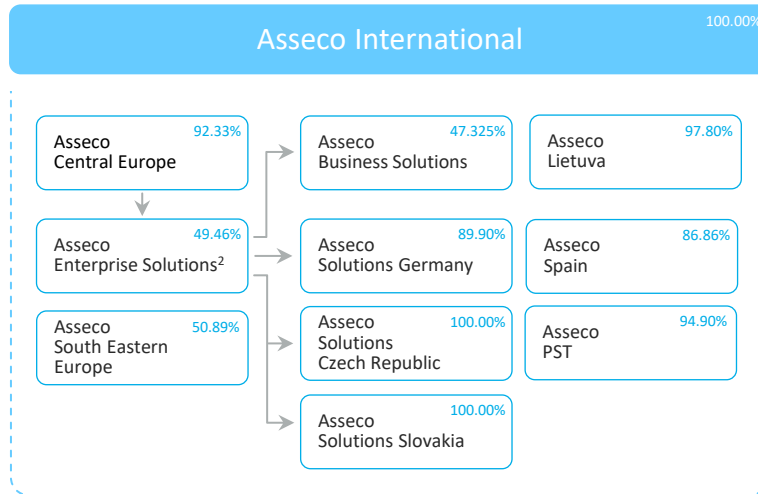 100.00%
Asseco International
92.33%
Asseco
Central Europe
47.325%
Asseco
Business Solutions
97.80%
Asseco
Lietuva
49.46%
Asseco
Enterprise Solutions²
89.90%
Asseco
Solutions Germany
86.86%
Asseco
Spain
50.89%
Asseco
South Eastern
Europe
100.00%
Asseco
Solutions
Czech Republic
94.90%
Asseco
PST
100.00%
Asseco
Solutions Slovakia